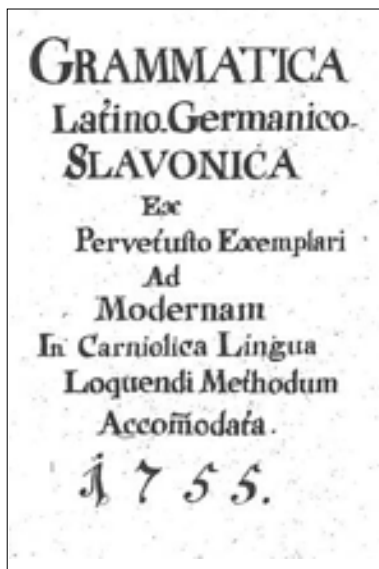 GRAMMATICA
Latino-Germanico-
SLAVONICA
Ex
Pervetuſto Exemplari
Ad
Modernam
In Carniolica Lingua
Loquendi Methodum
Accom̃odata.
1755.